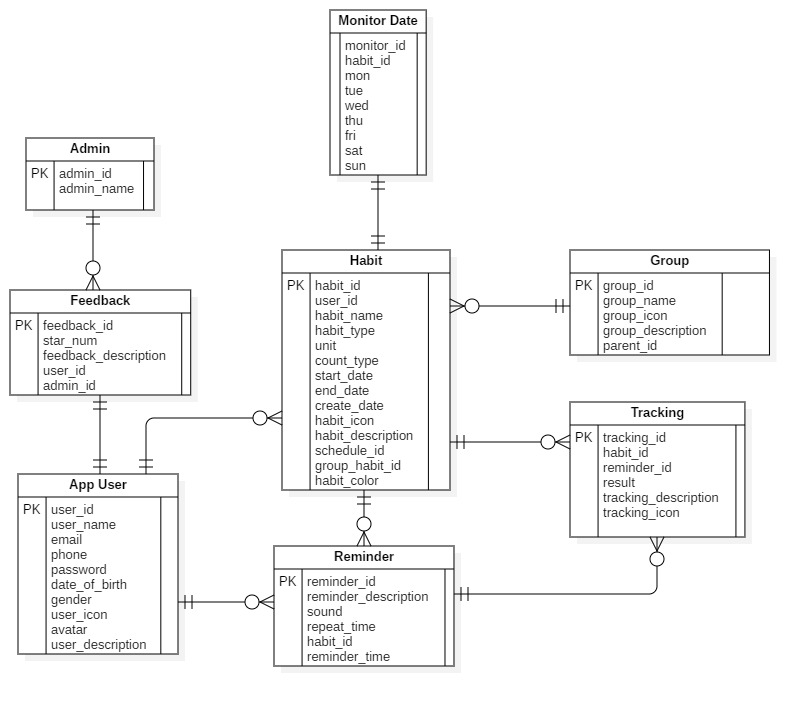 Monitor Date
monitor_id
habit_id
mon
tue
wed
thu
fri
sat
sun
Admin
PK admin_id
admin_name
Feedback
PK feedback_id
star_num
feedback_description
user_id
admin_id
Habit
PK habit_id
user_id
habit_name
habit_type
unit
count_type
start_date
end_date
create_date
habit_icon
habit_description
schedule_id
group_habit_id
habit_color
Group
PK group_id
group_name
group_icon
group_description
parent_id
Tracking
PK tracking_id
habit_id
reminder_id
result
tracking_description
tracking_icon
App User
PK user_id
user_name
email
phone
password
date_of_birth
gender
user_icon
avatar
user_description
Reminder
PK reminder_id
reminder_description
sound
repeat_time
habit_id
reminder_time